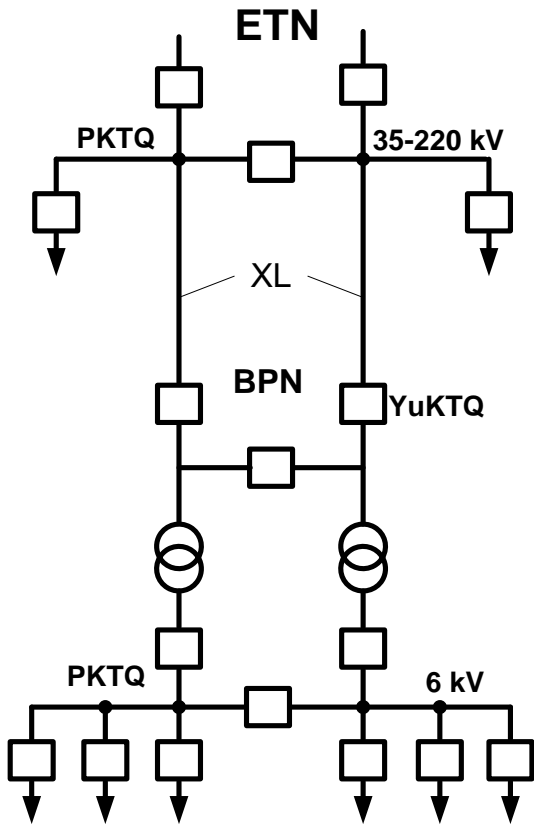 ETN
PKTQ
35-220 kV
XL
BPN
YuKTQ
PKTQ
6 kV